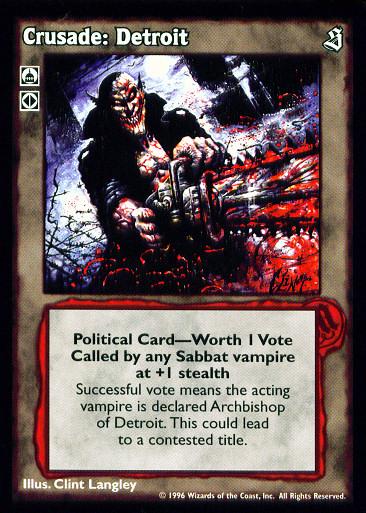 Crusade: Detroit
Political Card—Worth 1 Vote
Called by any Sabbat vampire
at +1 stealth
Successful vote means the acting
vampire is declared Archbishop
of Detroit. This could lead
to a contested title.
Illus. Clint Langley
© 1996 Wizards of the Coast, Inc. All Rights Reserved.